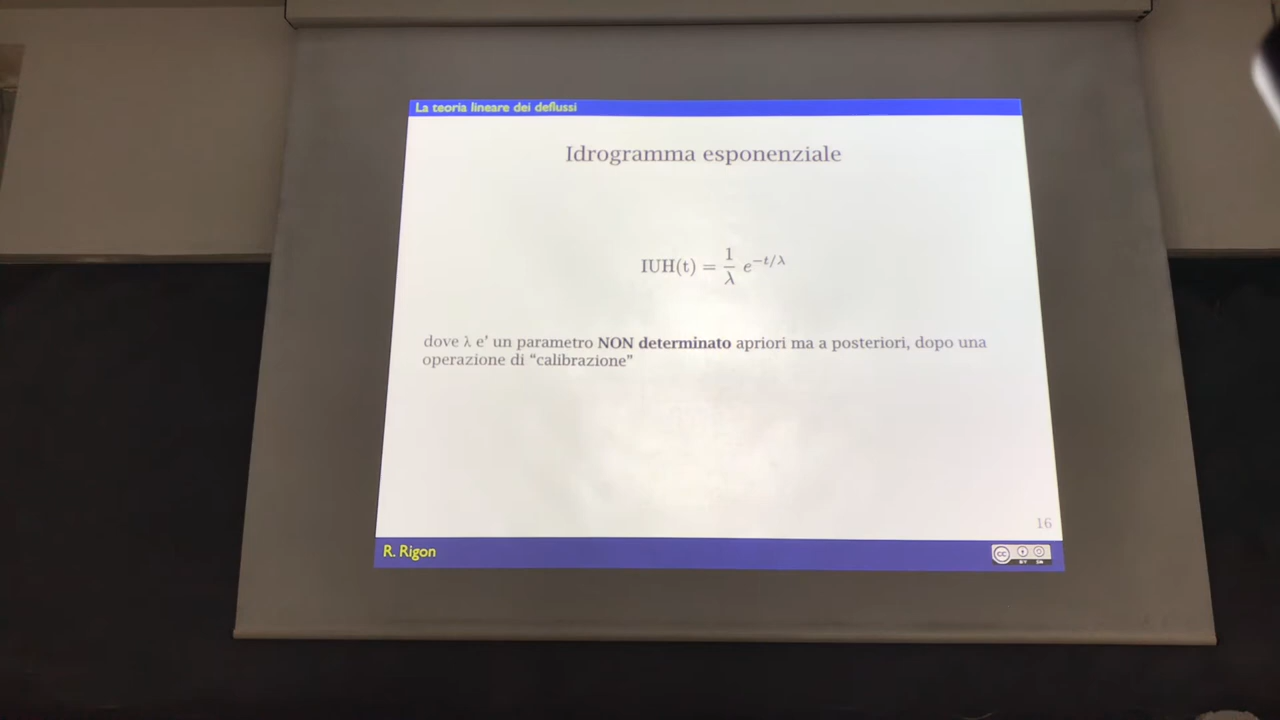 La teoria lineare dei deflussi
Idrogramma esponenziale
IUH(t) = 1/λ e^{-t/λ}
dove λ e' un parametro NON determinato apriori ma a posteriori, dopo una
operazione di “calibrazione”
16
R. Rigon
cc